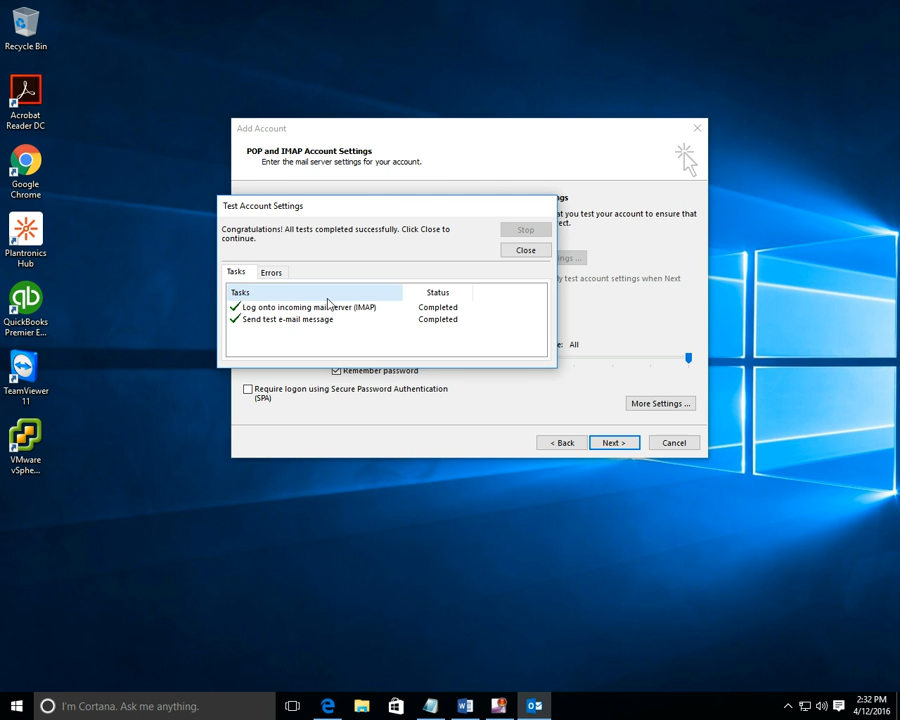 Recycle Bin
Acrobat
Reader DC
Google
Chrome
Plantronics
Hub
QuickBooks
Premier E...
TeamViewer
11
VMware
vSphe...
Add Account
POP and IMAP Account Settings
Enter the mail server settings for your account.
ngs
at you test your account to ensure that
rect.
ngs ...
ly test account settings when Next
e: All
Test Account Settings
Congratulations! All tests completed successfully. Click Close to
continue.
Stop
Close
Tasks Errors
Tasks Status
Log onto incoming mail server (IMAP) Completed
Send test e-mail message Completed
Remember password
Require logon using Secure Password Authentication
(SPA)
More Settings ...
< Back Next > Cancel
I'm Cortana. Ask me anything.
2:32 PM
4/12/2016